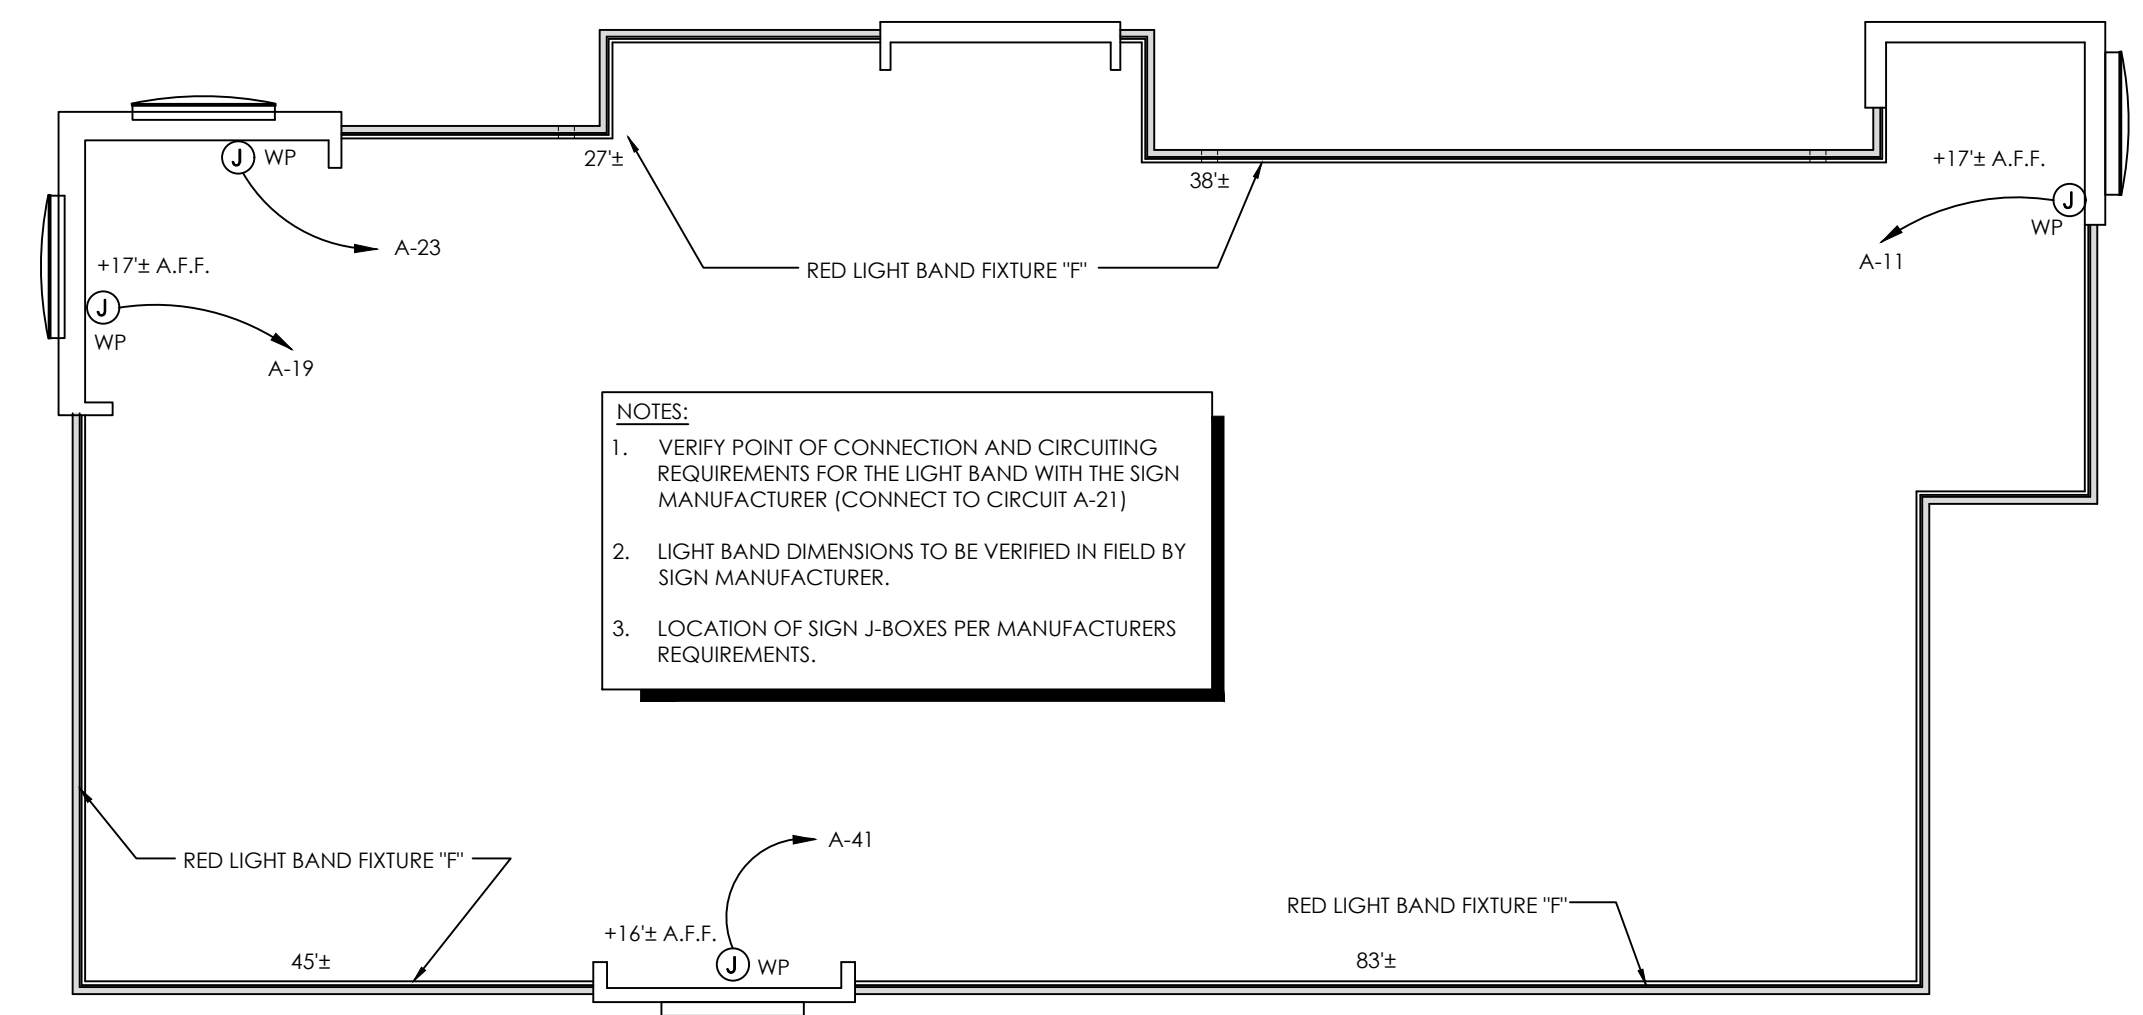 27'±
38'±
J WP
+17'± A.F.F.
J
WP
A-23
A-11
+17'± A.F.F.
RED LIGHT BAND FIXTURE "F"
J
WP
A-19
NOTES:
1. VERIFY POINT OF CONNECTION AND CIRCUITING
REQUIREMENTS FOR THE LIGHT BAND WITH THE SIGN
MANUFACTURER (CONNECT TO CIRCUIT A-21)
2. LIGHT BAND DIMENSIONS TO BE VERIFIED IN FIELD BY
SIGN MANUFACTURER.
3. LOCATION OF SIGN J-BOXES PER MANUFACTURERS
REQUIREMENTS.
A-41
RED LIGHT BAND FIXTURE "F"
RED LIGHT BAND FIXTURE "F"
+16'± A.F.F.
J WP
45'±
83'±